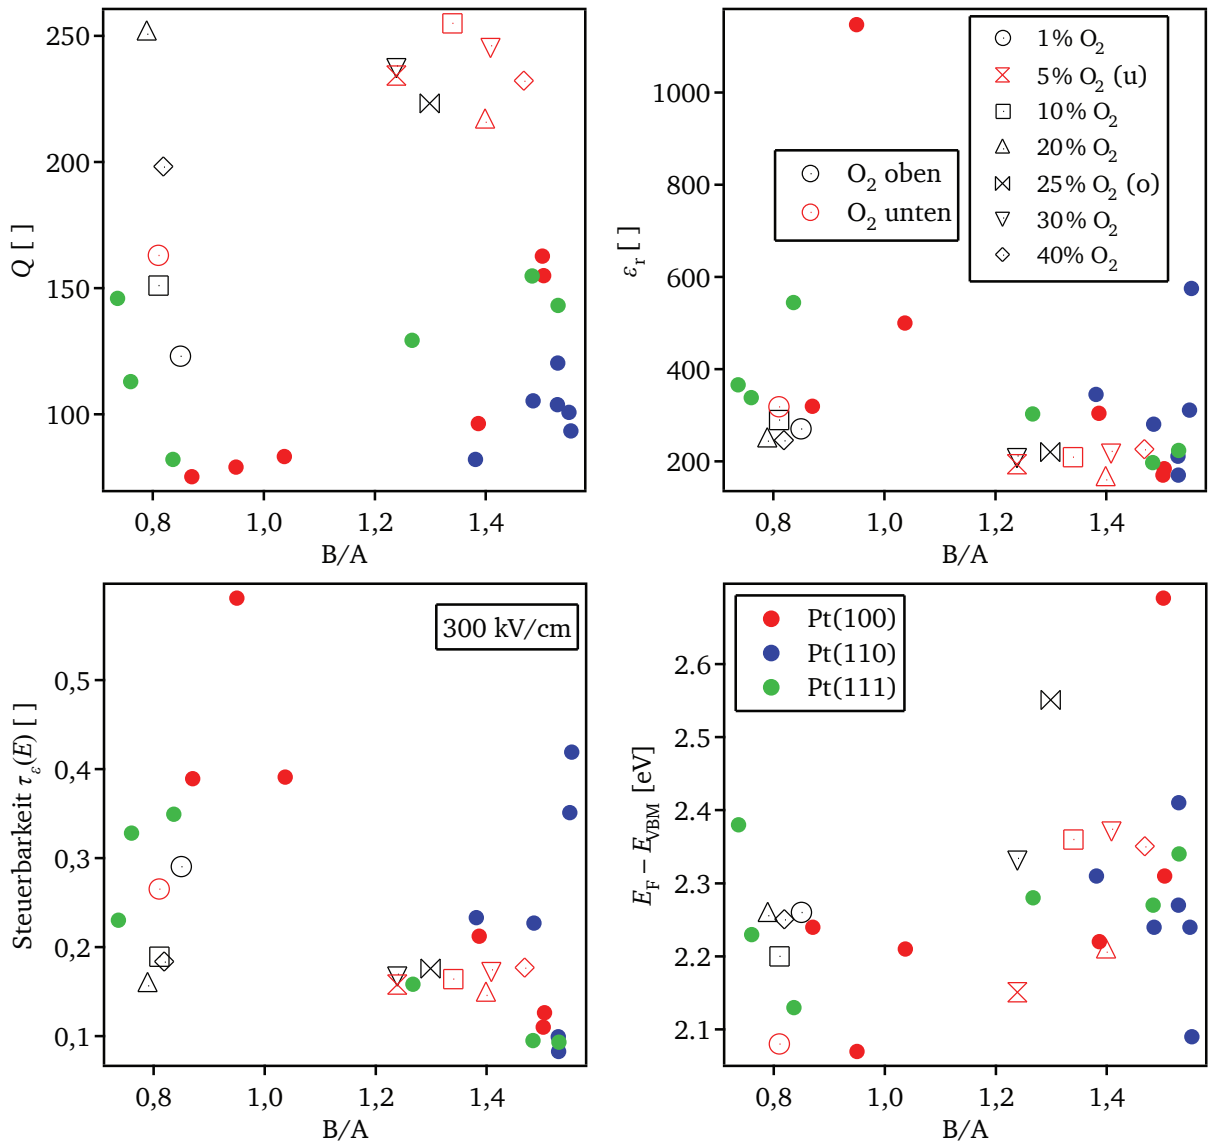 250
200
150
100
Q [ ]
0,8 1,0 1,2 1,4
B/A
1000
800
600
400
200
εr [ ]
O2 oben
O2 unten
1% O2
5% O2 (u)
10% O2
20% O2
25% O2 (o)
30% O2
40% O2
0,8 1,0 1,2 1,4
B/A
0,5
0,4
0,3
0,2
0,1
Steuerbarkeit τε(E) [ ]
300 kV/cm
0,8 1,0 1,2 1,4
B/A
2.6
2.5
2.4
2.3
2.2
2.1
EF − EVBM [eV]
Pt(100)
Pt(110)
Pt(111)
0,8 1,0 1,2 1,4
B/A